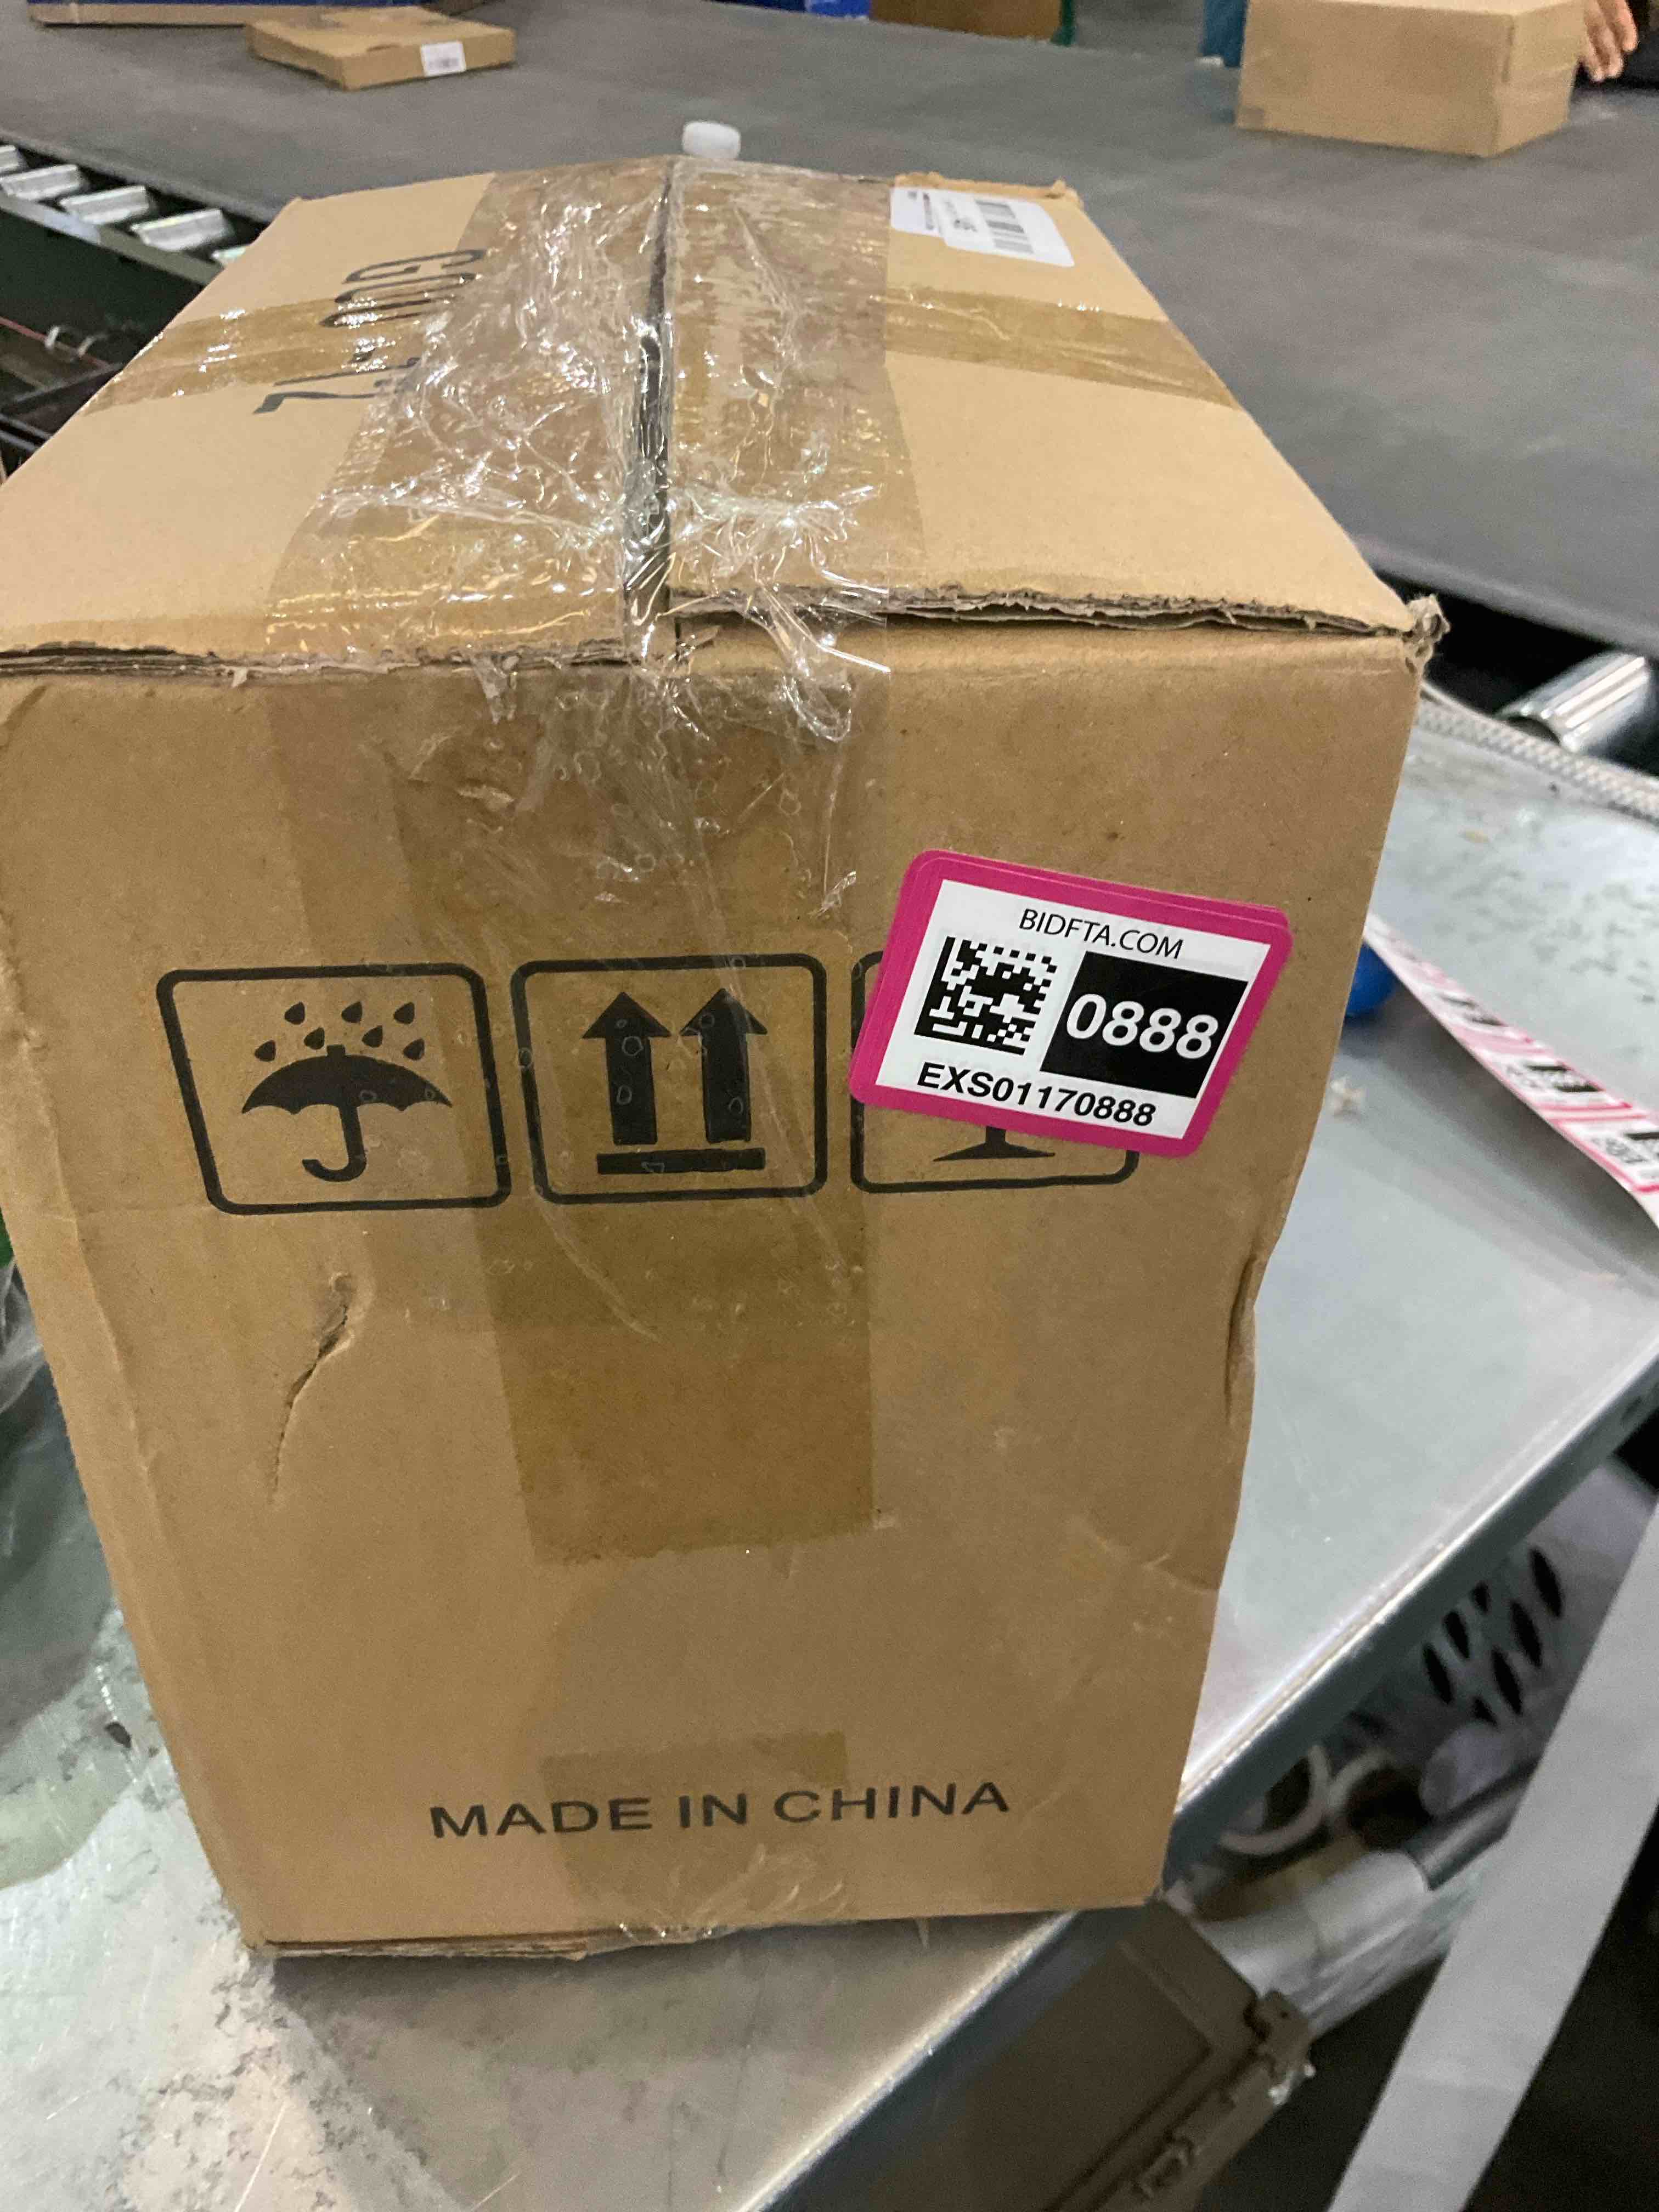 BIDFTA.COM
0888
EXS01170888
MADE IN CHINA